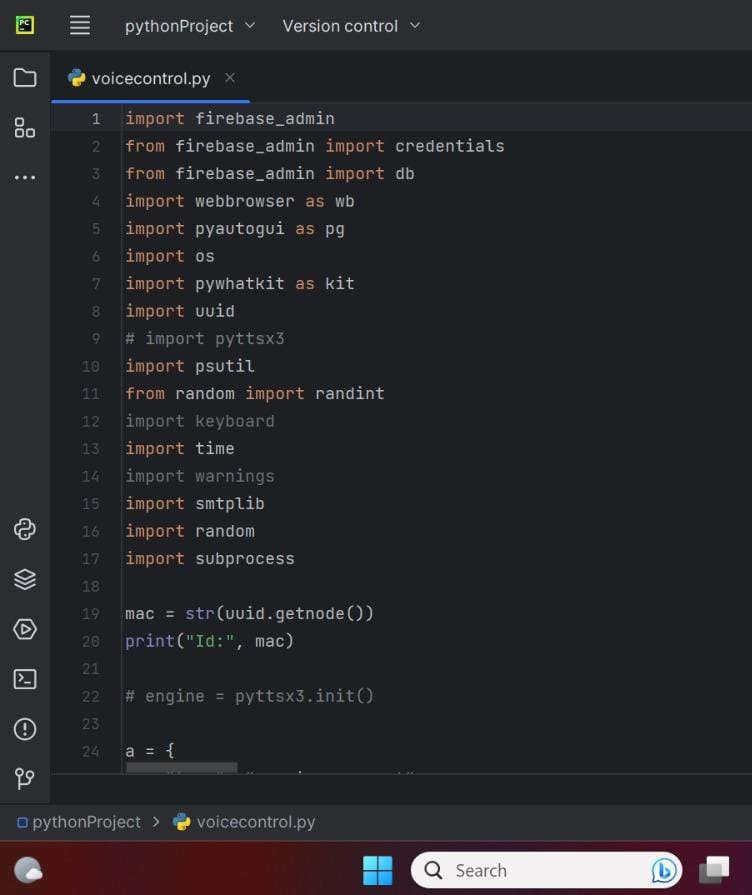 PC
pythonProject
Version control
voicecontrol.py
1 import firebase_admin
2 from firebase_admin import credentials
3 from firebase_admin import db
4 import webbrowser as wb
5 import pyautogui as pg
6 import os
7 import pywhatkit as kit
8 import uuid
9 # import pyttsx3
10 import psutil
11 from random import randint
12 import keyboard
13 import time
14 import warnings
15 import smtplib
16 import random
17 import subprocess
18
19 mac = str(uuid.getnode())
20 print("Id:", mac)
21
22 # engine = pyttsx3.init()
23
24 a = {
pythonProject > voicecontrol.py
Search